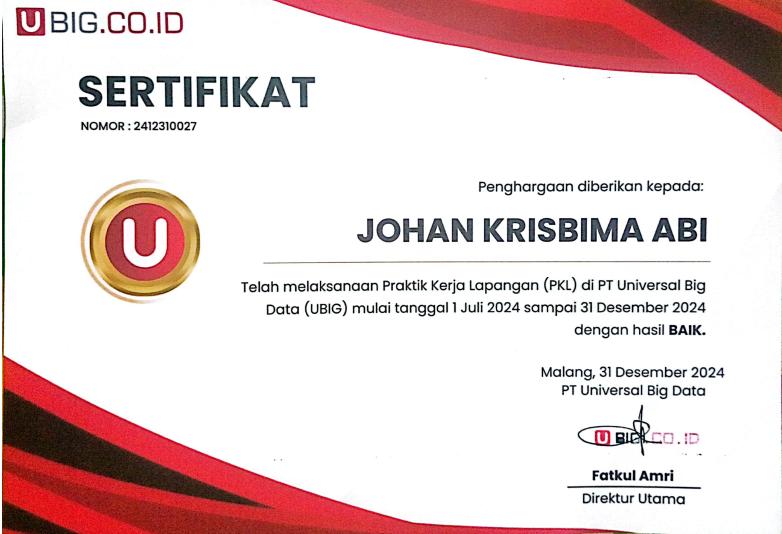 UBIG.CO.ID
SERTIFIKAT
NOMOR : 2412310027
U
Penghargaan diberikan kepada:
JOHAN KRISBIMA ABI
Telah melaksanaan Praktik Kerja Lapangan (PKL) di PT Universal Big
Data (UBIG) mulai tanggal 1 Juli 2024 sampai 31 Desember 2024
dengan hasil BAIK.
Malang, 31 Desember 2024
PT Universal Big Data
UBIG.CO.ID
Fatkul Amri
Direktur Utama